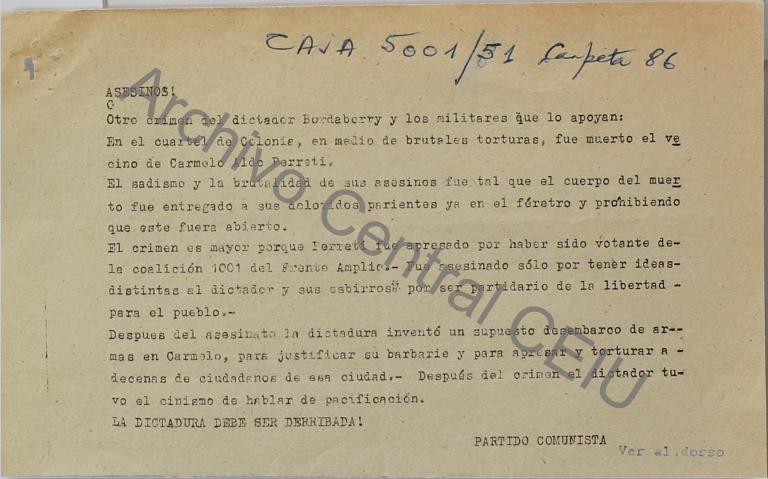 CAJA 5001/51 Carpeta 86
ASESINOS!
G
Otro crimen del dictador Bordaberry y los militares que lo apoyan:
En el cuartel de Colonia, en medio de brutales torturas, fue muerto el ve
cino de Carmelo Aldo Perreti.
El sadismo y la brutalidad de sus asesinos fue tal que el cuerpo del muer
to fue entregado a sus doloridos parientes ya en el féretro y prohibiendo
que este fuera abierto.
El crimen es mayor porque Perreti fue apresado por haber sido votante de-
la coalición 1001 del Frente Amplio.- Fue asesinado sólo por tener ideas-
distintas al dictador y sus esbirros por ser partidario de la libertad -
para el pueblo.-
Despues del asesinato la dictadura inventó un supuesto desembarco de ar--
mas en Carmelo, para justificar su barbarie y para apresar y torturar a -
decenas de ciudadanos de esa ciudad.- Después del crimen el dictador tu-
vo el cinismo de hablar de pacificación.
LA DICTADURA DEBE SER DERRIBADA!
PARTIDO COMUNISTA
Ver al dorso
Archivo Central CEIU